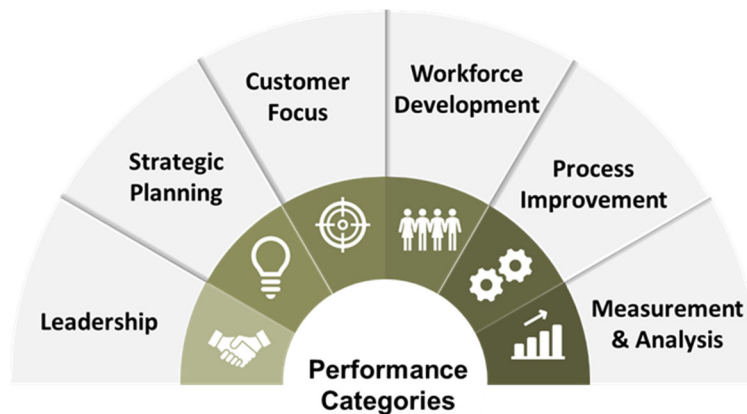 Leadership
Strategic
Planning
Customer
Focus
Workforce
Development
Process
Improvement
Measurement
& Analysis
Performance
Categories